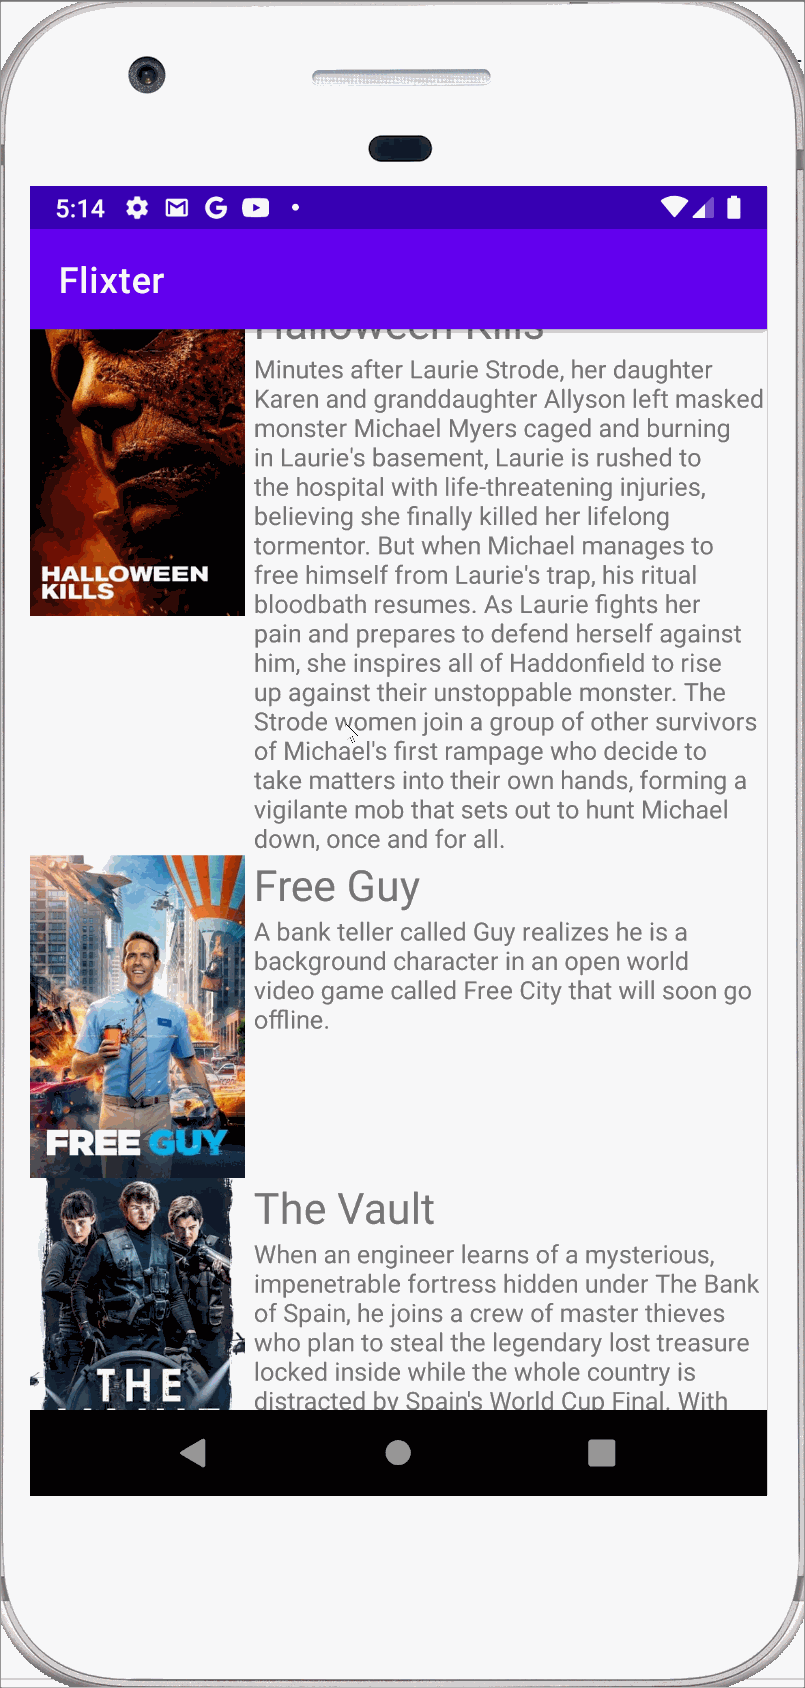 5:14
Flixter
Halloween Kills
Minutes after Laurie Strode, her daughter
Karen and granddaughter Allyson left masked
monster Michael Myers caged and burning
in Laurie's basement, Laurie is rushed to
the hospital with life-threatening injuries,
believing she finally killed her lifelong
tormentor. But when Michael manages to
free himself from Laurie's trap, his ritual
bloodbath resumes. As Laurie fights her
pain and prepares to defend herself against
him, she inspires all of Haddonfield to rise
up against their unstoppable monster. The
Strode women join a group of other survivors
of Michael's first rampage who decide to
take matters into their own hands, forming a
vigilante mob that sets out to hunt Michael
down, once and for all.
HALLOWEEN
KILLS
Free Guy
A bank teller called Guy realizes he is a
background character in an open world
video game called Free City that will soon go
offline.
FREE GUY
The Vault
When an engineer learns of a mysterious,
impenetrable fortress hidden under The Bank
of Spain, he joins a crew of master thieves
who plan to steal the legendary lost treasure
locked inside while the whole country is
distracted by Spain's World Cup Final. With
THE